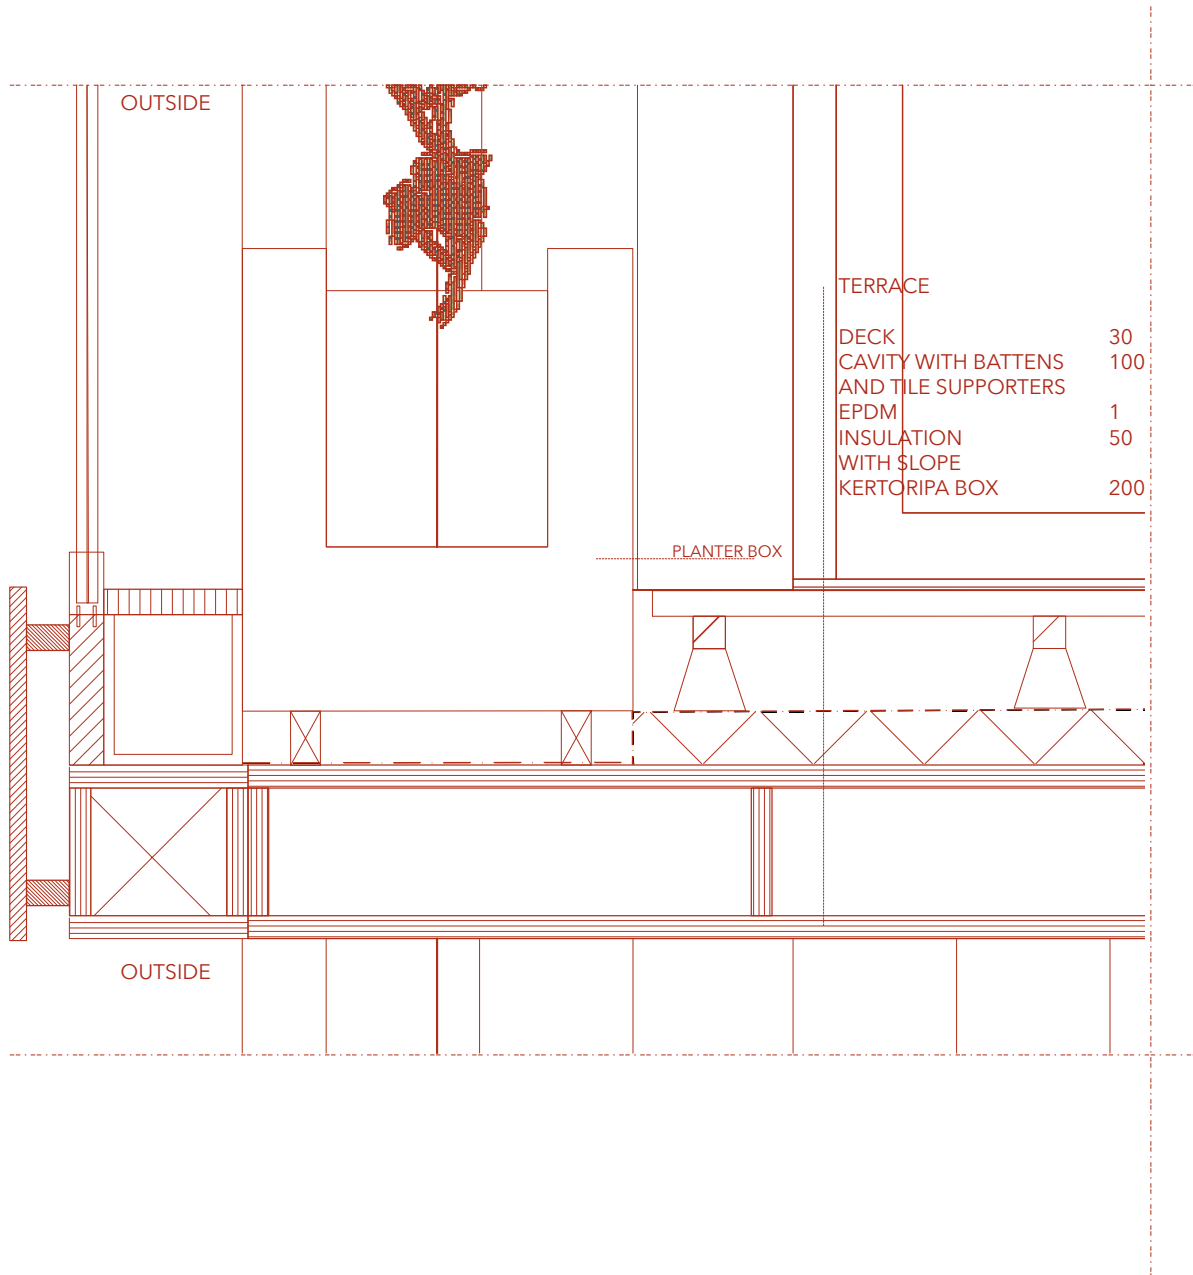 OUTSIDE
TERRACE
DECK 30
CAVITY WITH BATTENS 100
AND TILE SUPPORTERS
EPDM 1
INSULATION 50
WITH SLOPE
KERTORIPA BOX 200
PLANTER BOX
OUTSIDE